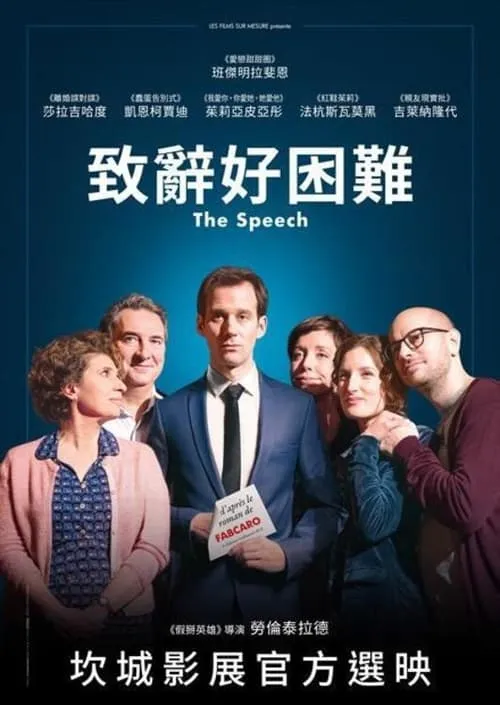 LES FILMS SUR MESURE présente
《愛戀甜甜圈》
班傑明拉斐恩
《離婚諜對諜》 《蠢蛋告別式》 《我愛你,你愛她,她愛他》 《紅鞋茱莉》 《親友現實批》
莎拉吉哈度 凱恩柯賈迪 茱莉亞皮亞彤 法杭斯瓦莫黑 吉萊納隆代
致辭好困難
The Speech
d'après le
roman de
FABCARO
《假掰英雄》導演 勞倫泰拉德
坎城影展官方選映